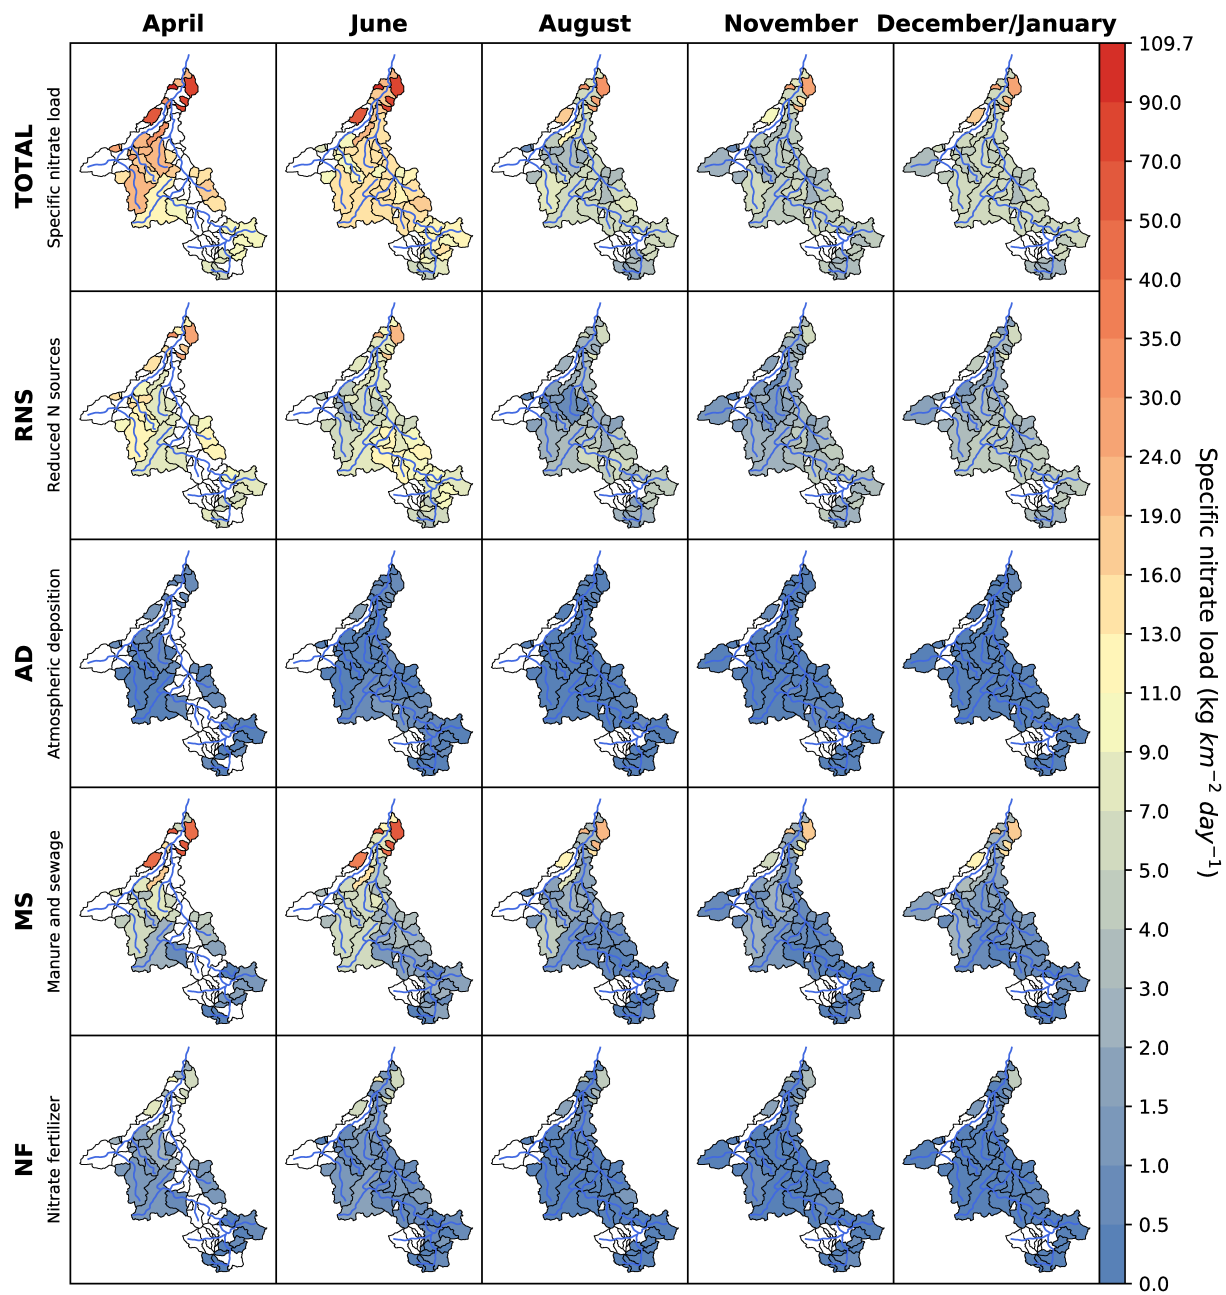 April June August November December/January
TOTAL
Specific nitrate load
RNS
Reduced N sources
AD
Atmospheric deposition
MS
Manure and sewage
NF
Nitrate fertilizer
109.7
90.0
70.0
50.0
40.0
35.0
30.0
24.0
19.0
16.0
13.0
11.0
9.0
7.0
5.0
4.0
3.0
2.0
1.5
1.0
0.5
0.0
Specific nitrate load (kg km⁻² day⁻¹)